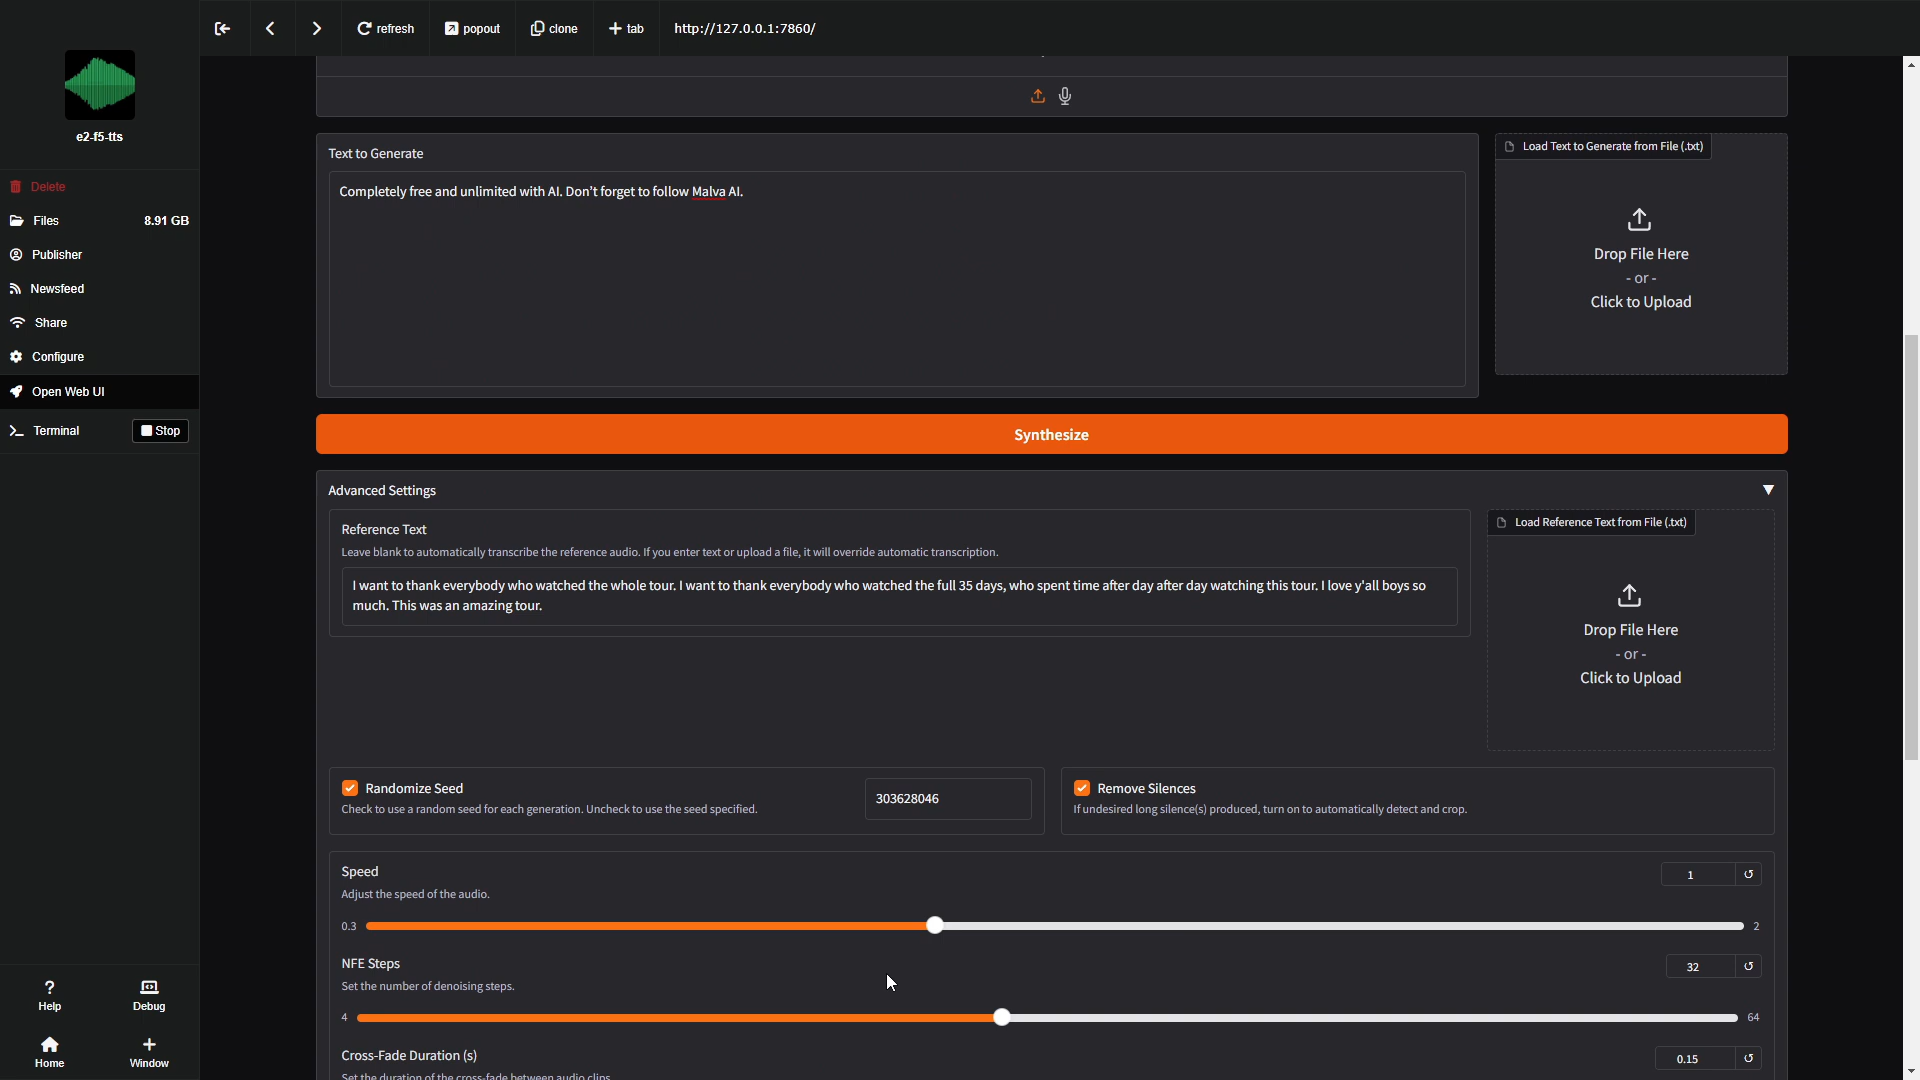 refresh
popout
clone
tab
http://127.0.0.1:7860/
e2-f5-tts
Delete
Files 8.91 GB
Publisher
Newsfeed
Share
Configure
Open Web UI
Terminal
Stop
Help
Debug
Home
Window
Text to Generate
Completely free and unlimited with AI. Don't forget to follow Malva AI.
Load Text to Generate from File (.txt)
Drop File Here
- or -
Click to Upload
Synthesize
Advanced Settings
Reference Text
Leave blank to automatically transcribe the reference audio. If you enter text or upload a file, it will override automatic transcription.
I want to thank everybody who watched the whole tour. I want to thank everybody who watched the full 35 days, who spent time after day after day watching this tour. I love y'all boys so
much. This was an amazing tour.
Load Reference Text from File (.txt)
Drop File Here
- or -
Click to Upload
Randomize Seed
Check to use a random seed for each generation. Uncheck to use the seed specified.
303628046
Remove Silences
If undesired long silence(s) produced, turn on to automatically detect and crop.
Speed
1
Adjust the speed of the audio.
0.3
2
NFE Steps
32
Set the number of denoising steps.
4
64
Cross-Fade Duration (s)
0.15
Set the duration of the cross-fade between audio clips.